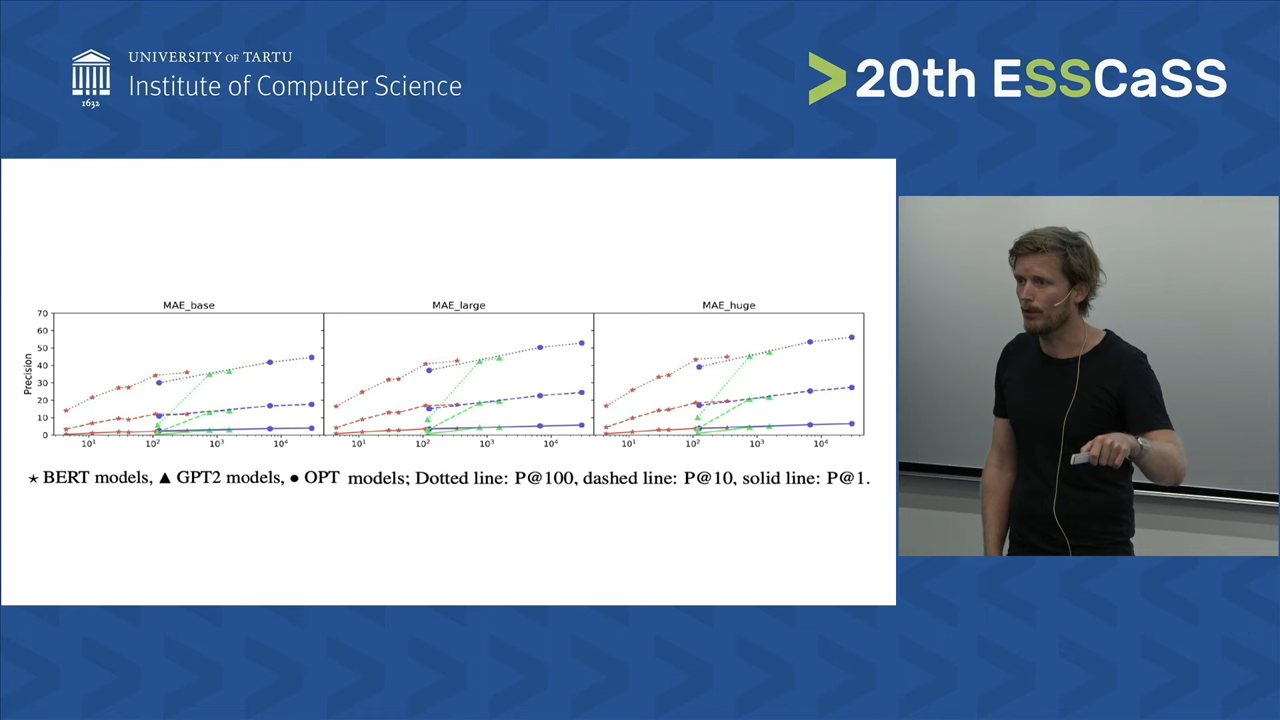 UNIVERSITY OF TARTU
Institute of Computer Science
1632
20th ESSCaSS
MAE_base
MAE_large
MAE_huge
Precision
70
60
50
40
30
20
10
0
10¹ 10² 10³ 10⁴
10¹ 10² 10³ 10⁴
10¹ 10² 10³ 10⁴
★ BERT models, ▲ GPT2 models, ● OPT models; Dotted line: P@100, dashed line: P@10, solid line: P@1.